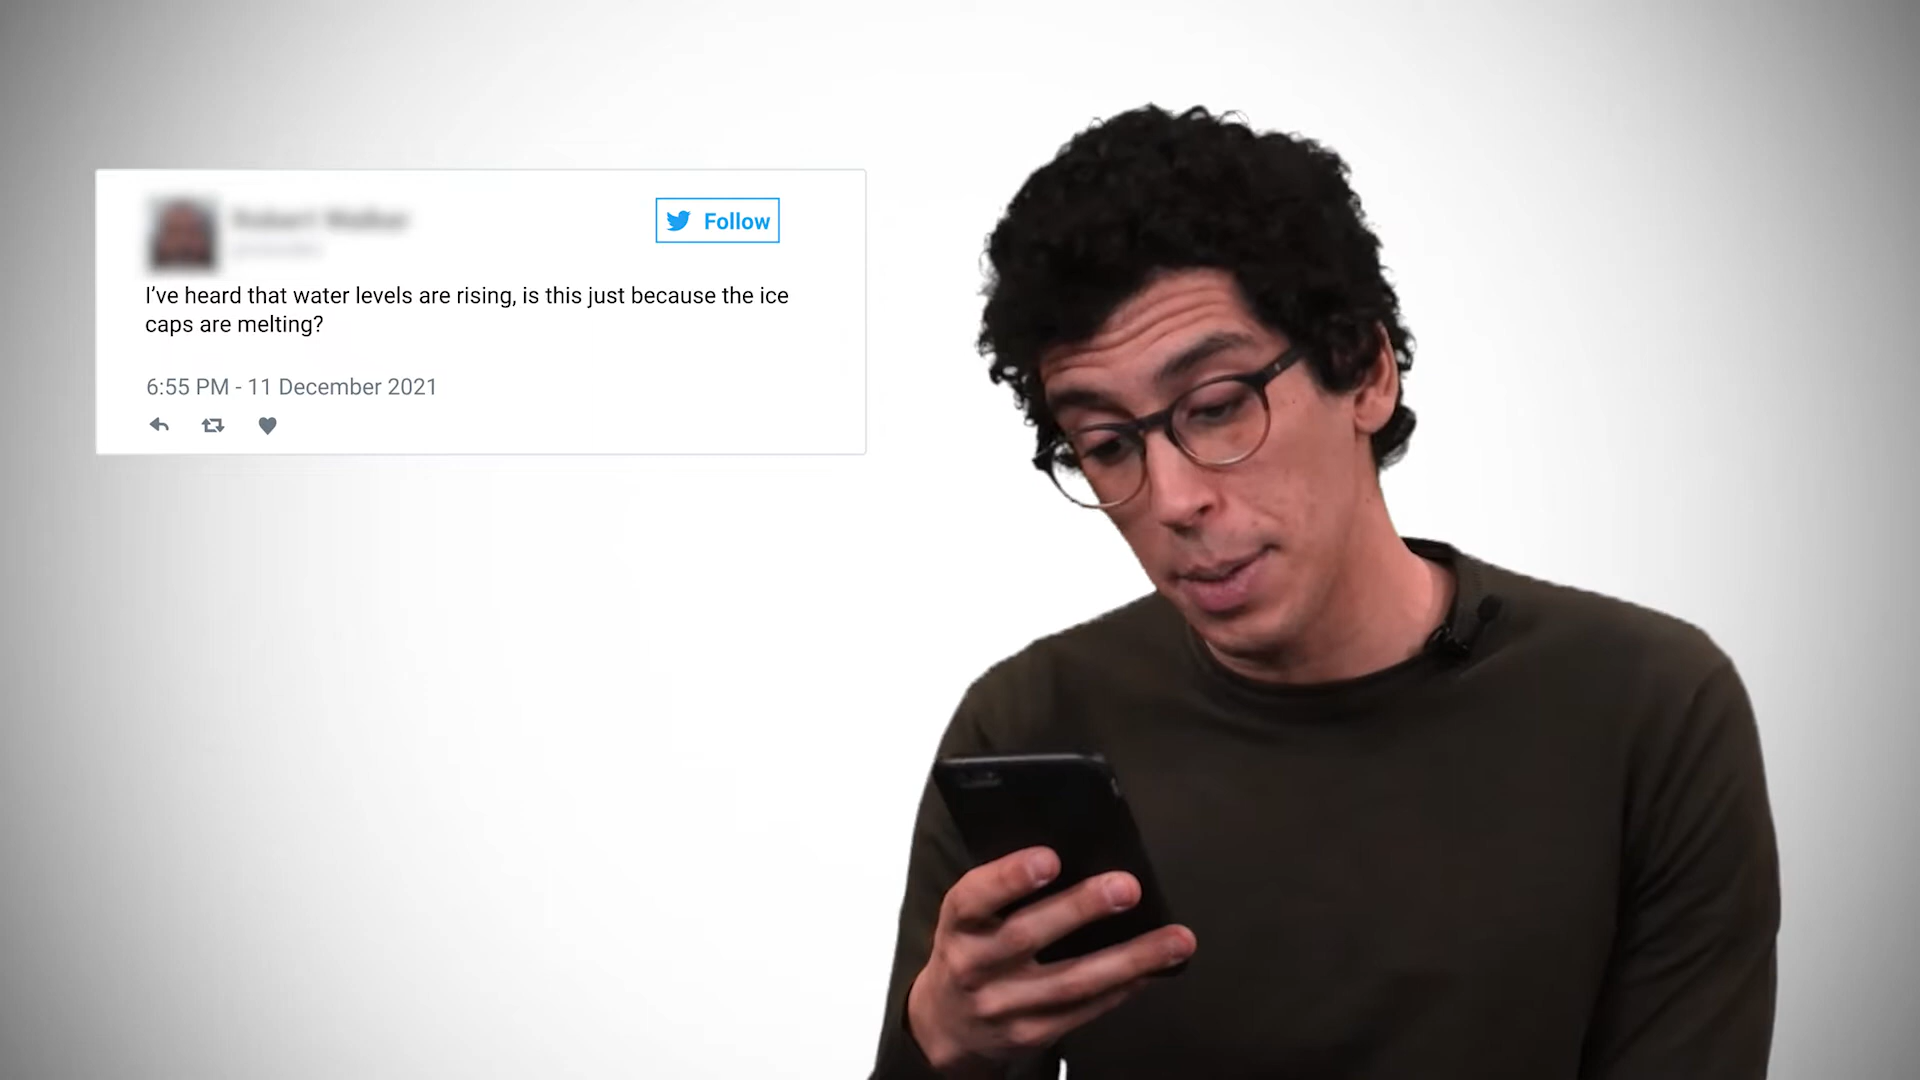 Follow
I’ve heard that water levels are rising, is this just because the ice
caps are melting?
6:55 PM - 11 December 2021